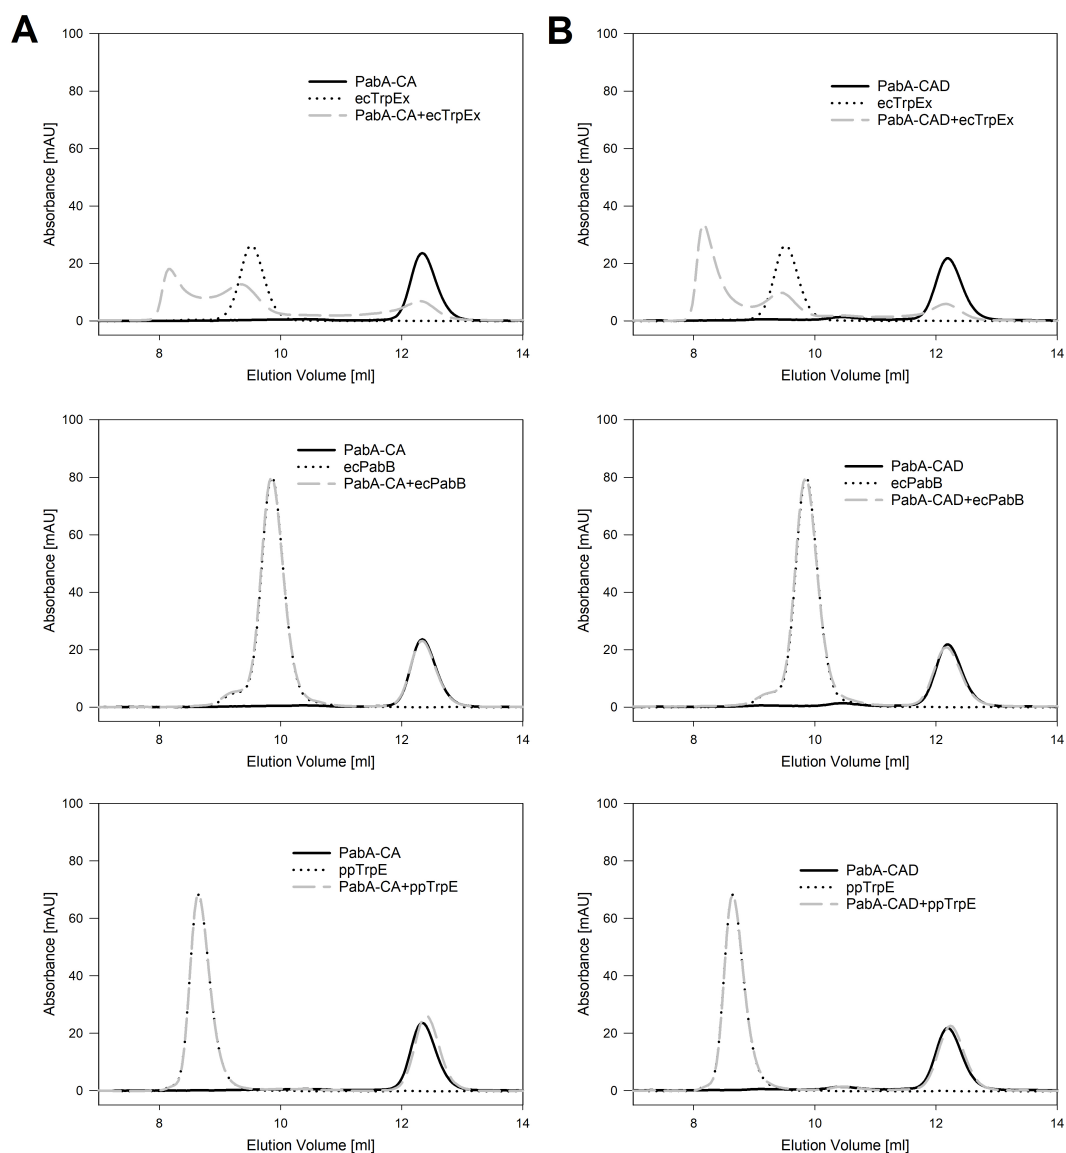 A
B
100
80
60
40
20
0
Absorbance [mAU]
PabA-CA
ecTrpEx
PabA-CA+ecTrpEx
8 10 12 14
Elution Volume [ml]
100
80
60
40
20
0
Absorbance [mAU]
PabA-CAD
ecTrpEx
PabA-CAD+ecTrpEx
8 10 12 14
Elution Volume [ml]
100
80
60
40
20
0
Absorbance [mAU]
PabA-CA
ecPabB
PabA-CA+ecPabB
8 10 12 14
Elution Volume [ml]
100
80
60
40
20
0
Absorbance [mAU]
PabA-CAD
ecPabB
PabA-CAD+ecPabB
8 10 12 14
Elution Volume [ml]
100
80
60
40
20
0
Absorbance [mAU]
PabA-CA
ppTrpE
PabA-CA+ppTrpE
8 10 12 14
Elution Volume [ml]
100
80
60
40
20
0
Absorbance [mAU]
PabA-CAD
ppTrpE
PabA-CAD+ppTrpE
8 10 12 14
Elution Volume [ml]